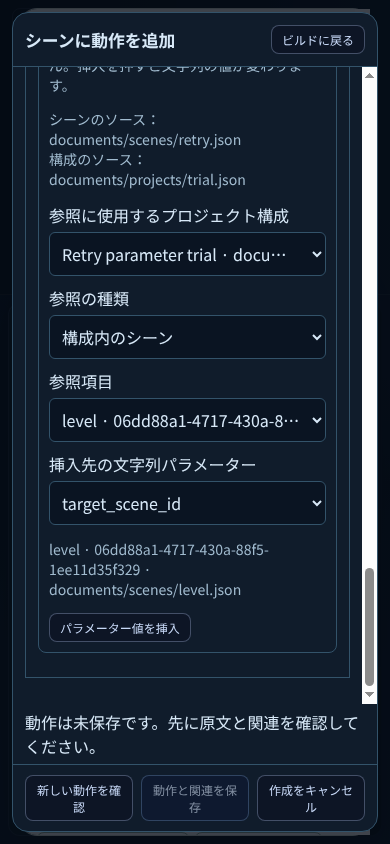 シーンに動作を追加
ビルドに戻る
ん。挿入を押すと文字列の値が変わりま
す。
シーンのソース：
documents/scenes/retry.json
構成のソース：
documents/projects/trial.json
参照に使用するプロジェクト構成
Retry parameter trial · docu…
参照の種類
構成内のシーン
参照項目
level · 06dd88a1-4717-430a-8…
挿入先の文字列パラメーター
target_scene_id
level · 06dd88a1-4717-430a-88f5-
1ee11d35f329 ·
documents/scenes/level.json
パラメーター値を挿入
動作は未保存です。先に原文と関連を確認して
ください。
新しい動作を確
認
動作と関連を保
存
作成をキャンセ
ル